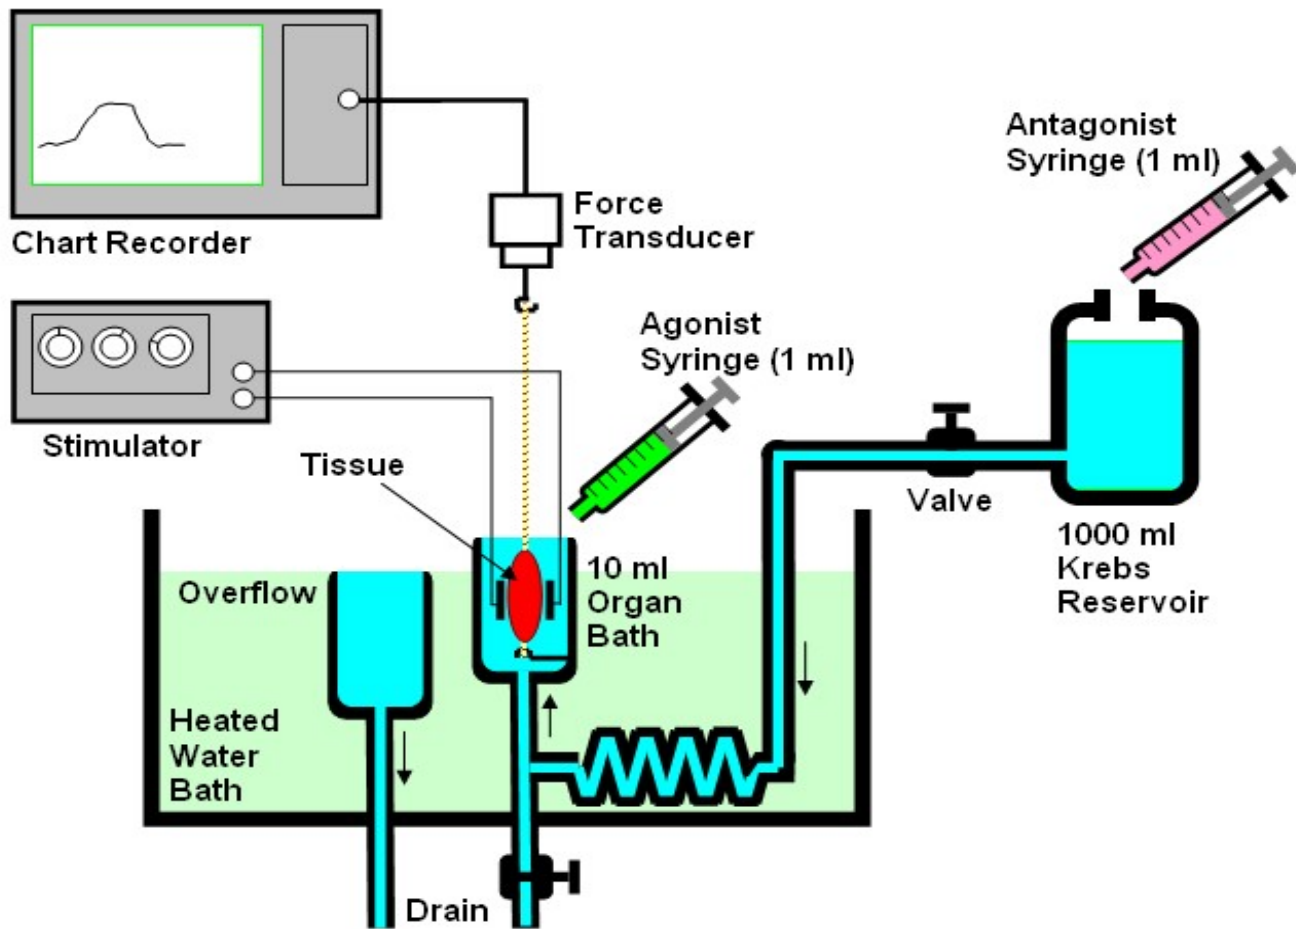 Chart Recorder
Force
Transducer
Antagonist
Syringe (1 ml)
Stimulator
Agonist
Syringe (1 ml)
Tissue
Valve
1000 ml
Krebs
Reservoir
Overflow
10 ml
Organ
Bath
Heated
Water
Bath
Drain